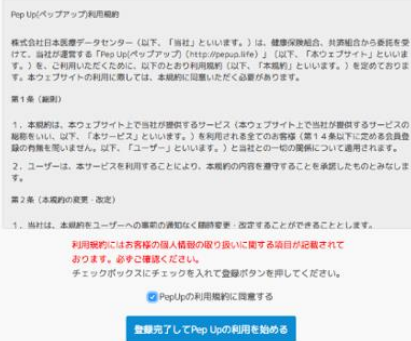 Pep Up(ペップアップ)利用規約
株式会社日本医療データセンター（以下、「当社」といいます。）は、健康保険組合、共済組合から委託を受
けて、当社が運営する「Pep Up(ペップアップ)（http://pepup.life）」（以下、「本ウェブサイト」といいま
す。）を、ご利用いただくために、以下のとおり利用規約（以下、「本規約」といいます。）を定めておりま
す。本ウェブサイトの利用に際しては、本規約に同意いただく必要があります。
第１条（総則）
１．本規約は、本ウェブサイト上で当社が提供するサービス（本ウェブサイト上で当社が提供するサービスの
総称をいい、以下、「本サービス」といいます。）を利用される全てのお客様（第１４条以下に定める会員登
録の有無を問いません。以下、「ユーザー」といいます。）と当社との一切の関係について適用されます。
２．ユーザーは、本サービスを利用することにより、本規約の内容を遵守することを承諾したものとみなしま
す。
第２条（本規約の変更・改定）
１．当社は、本規約をユーザーへの事前の通知なく随時変更・改定することができることとします。
利用規約にはお客様の個人情報の取り扱いに関する項目が記載されて
おります。必ずご確認ください。
チェックボックスにチェックを入れて登録ボタンを押してください。
PepUpの利用規約に同意する
登録完了してPep Upの利用を始める